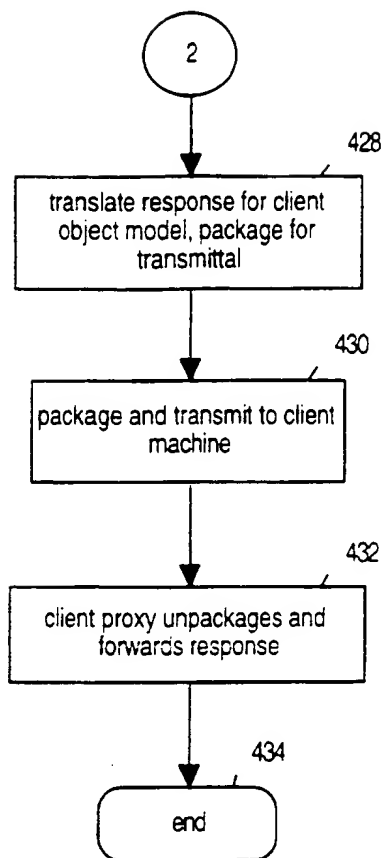 2
428
translate response for client
object model, package for
transmittal
430
package and transmit to client
machine
432
client proxy unpackages and
forwards response
434
end